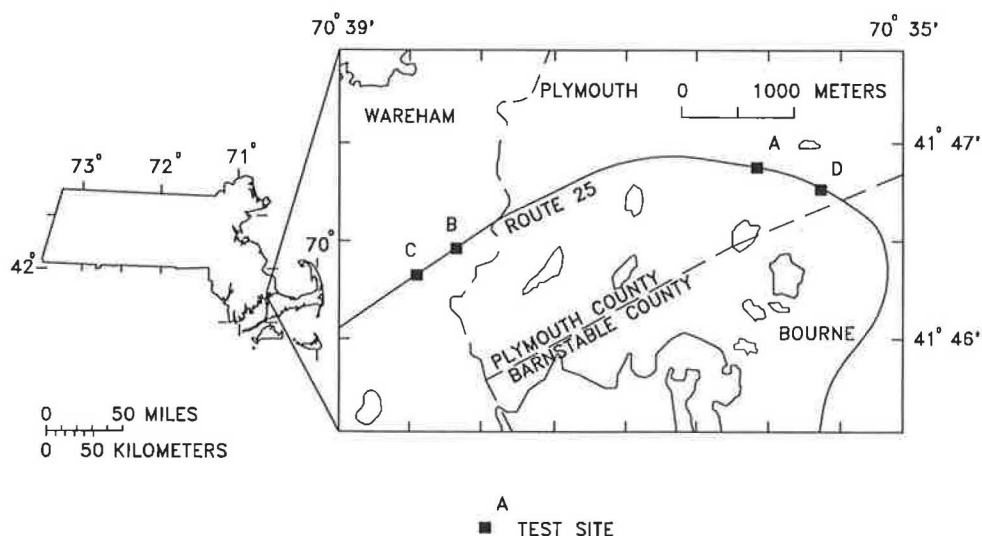 70° 39'
70° 35'
PLYMOUTH
0 1000 METERS
WAREHAM
41° 47'
A
D
73°
72°
71°
ROUTE 25
B
C
70°
42°
PLYMOUTH COUNTY
BARNSTABLE COUNTY
BOURNE
41° 46'
0 50 MILES
0 50 KILOMETERS
A
TEST SITE